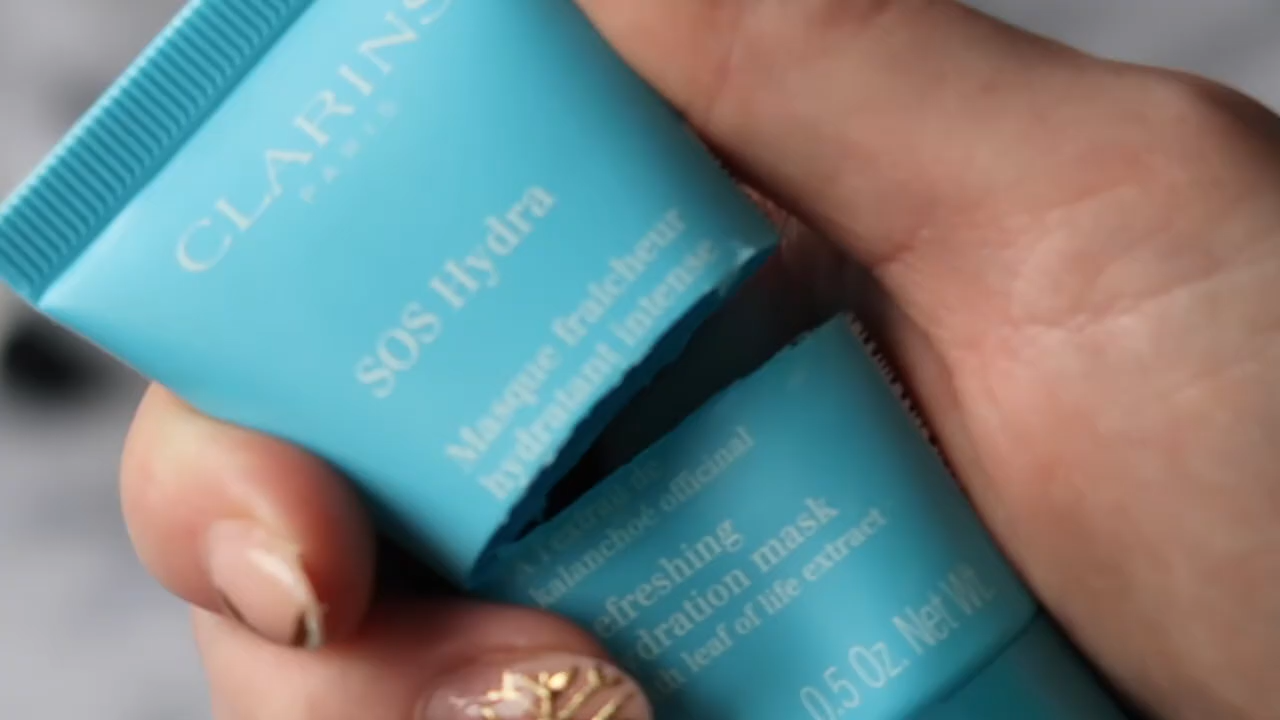 CLARINS
PARIS
SOS Hydra
Masque fraîcheur
hydratant intense
kalanchoé officinal
efreshing
dration mask
th leaf of life extract
0.5 Oz. Net Wt.